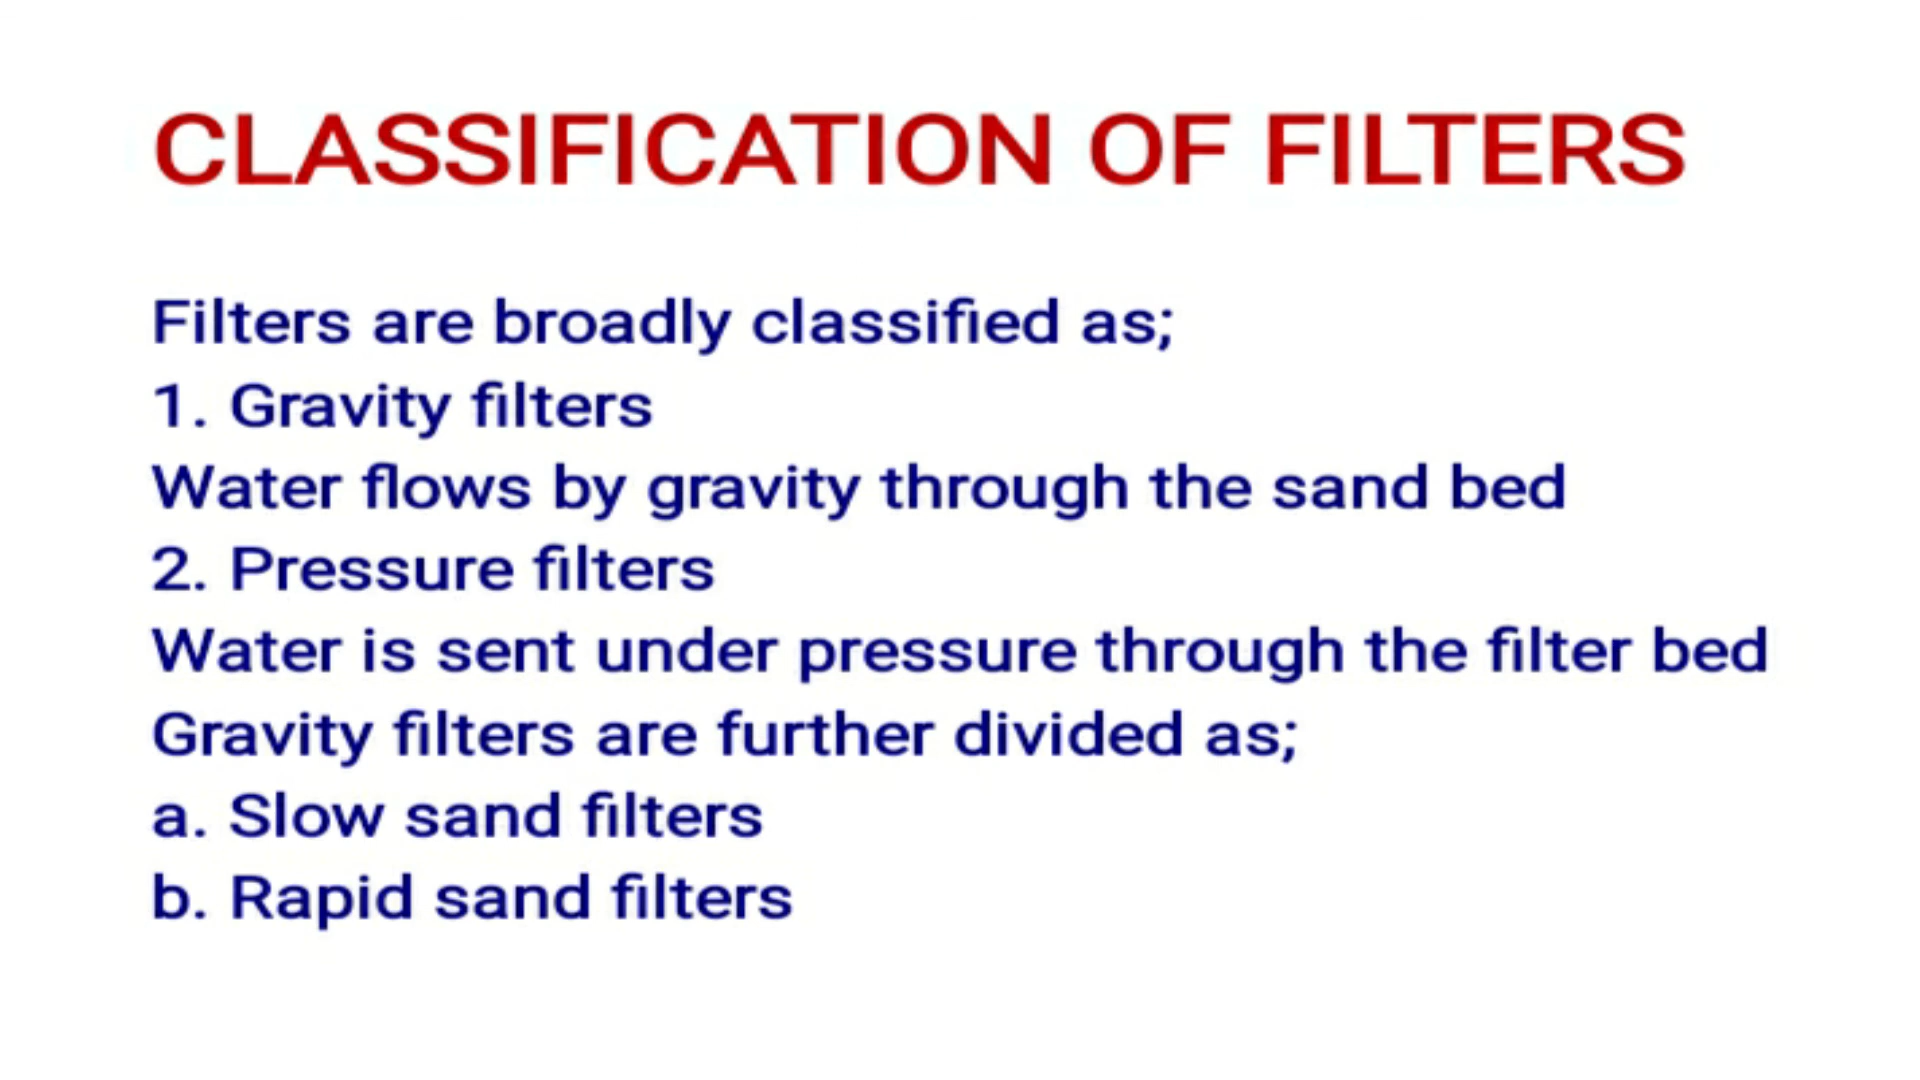 CLASSIFICATION OF FILTERS
Filters are broadly classified as;
1. Gravity filters
Water flows by gravity through the sand bed
2. Pressure filters
Water is sent under pressure through the filter bed
Gravity filters are further divided as;
a. Slow sand filters
b. Rapid sand filters